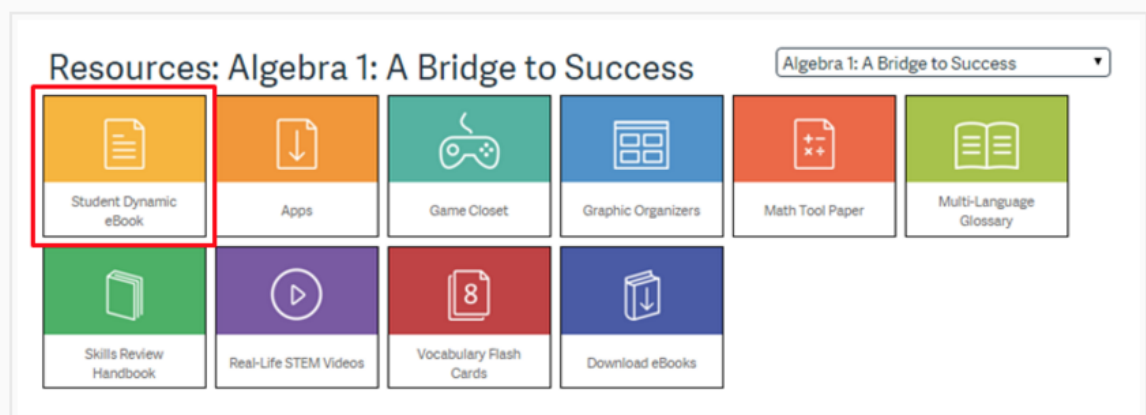 Resources: Algebra 1: A Bridge to Success
Algebra 1: A Bridge to Success
Student Dynamic
eBook
Apps
Game Closet
Graphic Organizers
Math Tool Paper
Multi-Language
Glossary
8
Skills Review
Handbook
Real-Life STEM Videos
Vocabulary Flash
Cards
Download eBooks